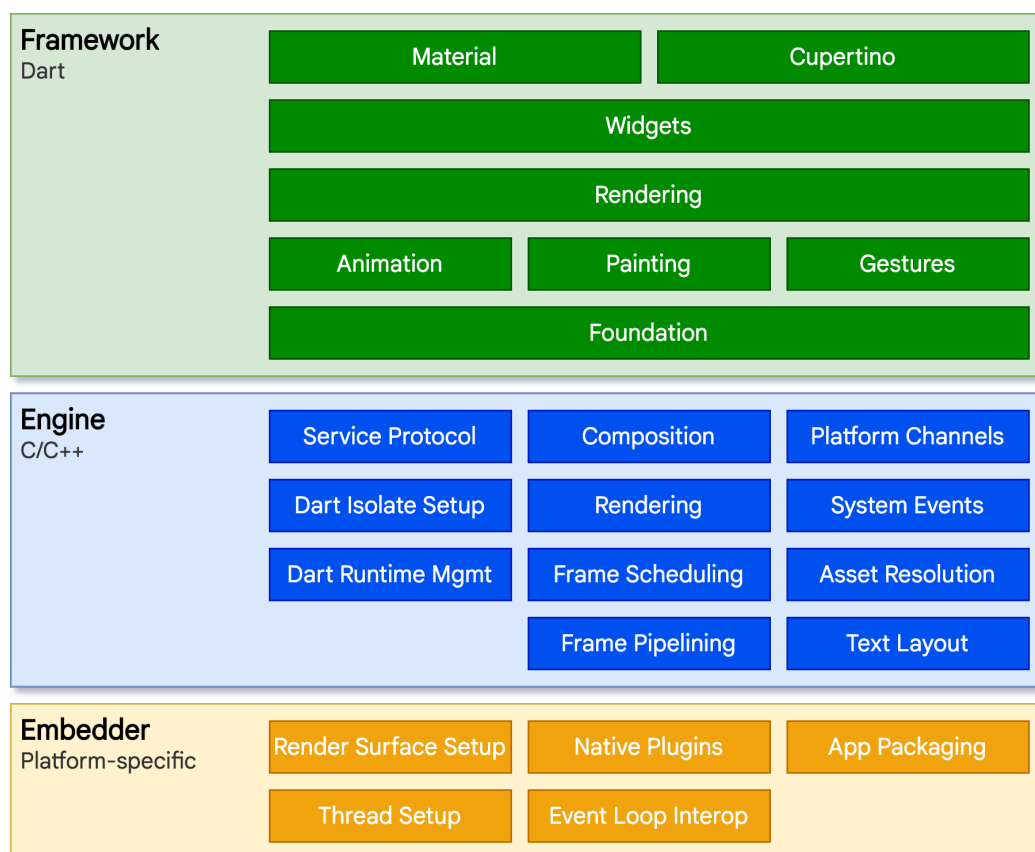 Framework
Dart
Material
Cupertino
Widgets
Rendering
Animation
Painting
Gestures
Foundation
Engine
C/C++
Service Protocol
Composition
Platform Channels
Dart Isolate Setup
Rendering
System Events
Dart Runtime Mgmt
Frame Scheduling
Asset Resolution
Frame Pipelining
Text Layout
Embedder
Platform-specific
Render Surface Setup
Native Plugins
App Packaging
Thread Setup
Event Loop Interop